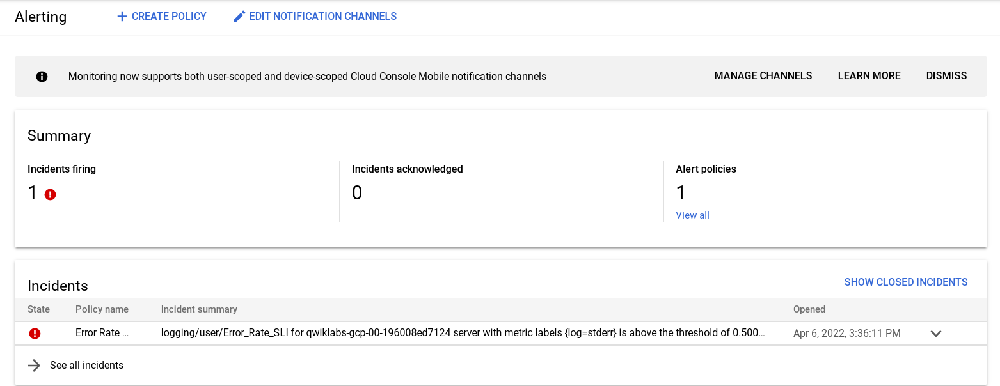 Alerting
CREATE POLICY
EDIT NOTIFICATION CHANNELS
Monitoring now supports both user-scoped and device-scoped Cloud Console Mobile notification channels
MANAGE CHANNELS
LEARN MORE
DISMISS
Summary
Incidents firing
1
Incidents acknowledged
0
Alert policies
1
View all
Incidents
SHOW CLOSED INCIDENTS
State Policy name Incident summary Opened
Error Rate ... logging/user/Error_Rate_SLI for qwiklabs-gcp-00-196008ed7124 server with metric labels {log=stderr} is above the threshold of 0.500... Apr 6, 2022, 3:36:11 PM
See all incidents